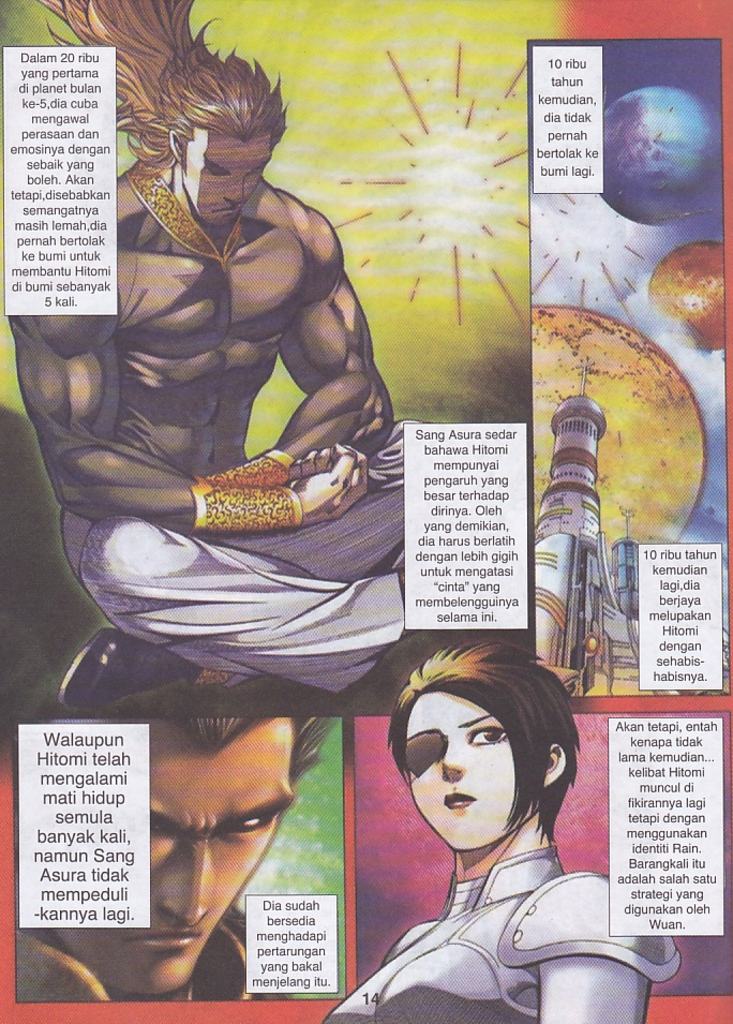 Dalam 20 ribu
yang pertama
di planet bulan
ke-5,dia cuba
mengawal
perasaan dan
emosinya dengan
sebaik yang
boleh. Akan
tetapi,disebabkan
semangatnya
masih lemah,dia
pernah bertolak
ke bumi untuk
membantu Hitomi
di bumi sebanyak
5 kali.
Sang Asura sedar
bahawa Hitomi
mempunyai
pengaruh yang
besar terhadap
dirinya. Oleh
yang demikian,
dia harus berlatih
dengan lebih gigih
untuk mengatasi
"cinta" yang
membelengguinya
selama ini.
10 ribu
tahun
kemudian,
dia tidak
pernah
bertolak ke
bumi lagi.
10 ribu tahun
kemudian
lagi,dia
berjaya
melupakan
Hitomi
dengan
sehabis-
habisnya.
Walaupun
Hitomi telah
mengalami
mati hidup
semula
banyak kali,
namun Sang
Asura tidak
mempeduli
-kannya lagi.
Dia sudah
bersedia
menghadapi
pertarungan
yang bakal
menjelang itu.
Akan tetapi, entah
kenapa tidak
lama kemudian...
kelibat Hitomi
muncul di
fikirannya lagi
tetapi dengan
menggunakan
identiti Rain.
Barangkali itu
adalah salah satu
strategi yang
digunakan oleh
Wuan.
14